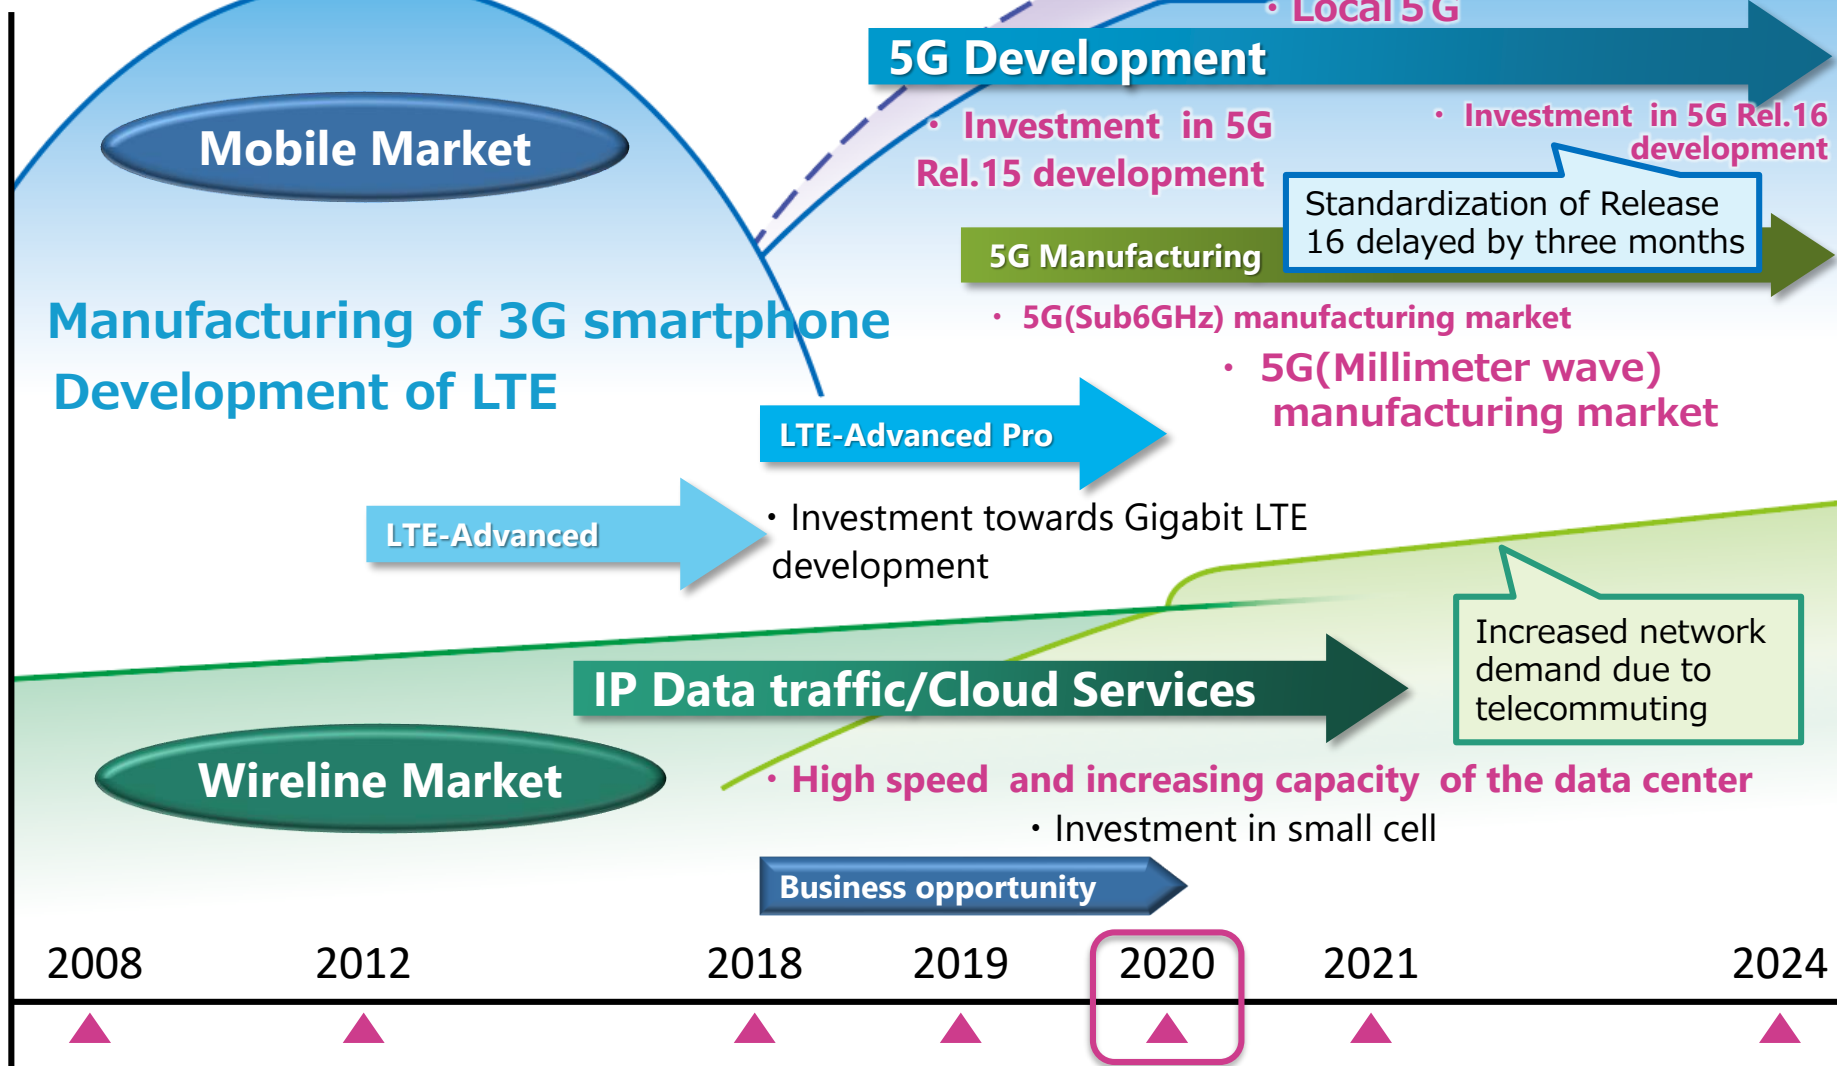 ・Local 5G
5G Development
・ Investment in 5G
Rel.15 development
・ Investment in 5G Rel.16
development
Mobile Market
Standardization of Release
16 delayed by three months
5G Manufacturing
・ 5G(Sub6GHz) manufacturing market
・ 5G(Millimeter wave)
manufacturing market
Manufacturing of 3G smartphone
Development of LTE
LTE-Advanced Pro
・Investment towards Gigabit LTE
development
LTE-Advanced
Increased network
demand due to
telecommuting
IP Data traffic/Cloud Services
Wireline Market
・High speed and increasing capacity of the data center
・Investment in small cell
Business opportunity
2008 2012 2018 2019 2020 2021 2024